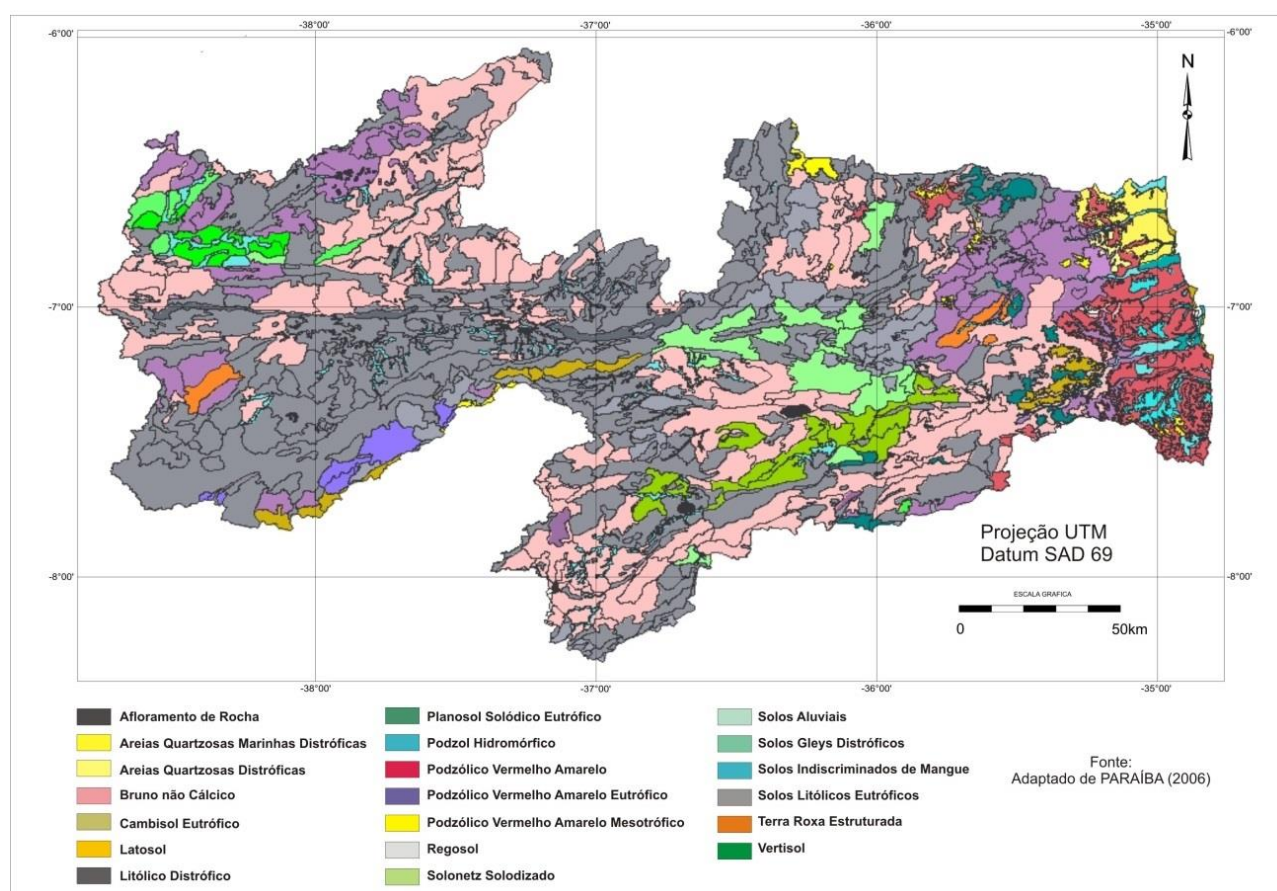 -38°00'
-37°00'
-36°00'
-35°00'
-6°00'
-6°00'
N
-7°00'
-7°00'
Projeção UTM
Datum SAD 69
-8°00'
-8°00'
ESCALA GRAFICA
0 50km
-38°00'
-37°00'
-36°00'
-35°00'
Afloramento de Rocha
Areias Quartzosas Marinhas Distróficas
Areias Quartzosas Distróficas
Bruno não Cálcico
Cambisol Eutrófico
Latosol
Litólico Distrófico
Planosol Solódico Eutrófico
Podzol Hidromórfico
Podzólico Vermelho Amarelo
Podzólico Vermelho Amarelo Eutrófico
Podzólico Vermelho Amarelo Mesotrófico
Regosol
Solonetz Solodizado
Solos Aluviais
Solos Gleys Distróficos
Solos Indiscriminados de Mangue
Solos Litólicos Eutróficos
Terra Roxa Estruturada
Vertisol
Fonte:
Adaptado de PARAÍBA (2006)